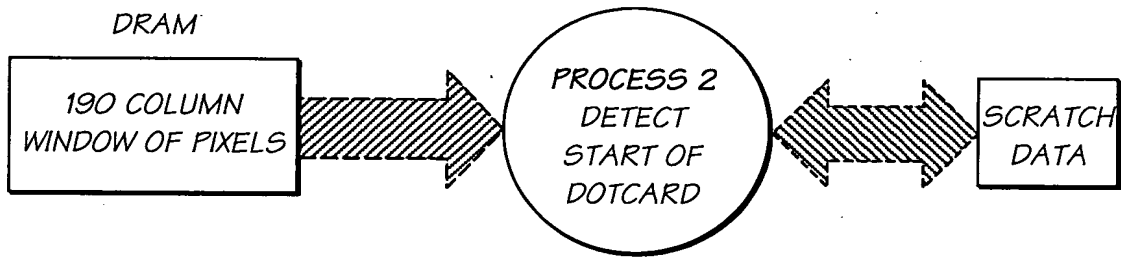 DRAM
190 COLUMN
WINDOW OF PIXELS
PROCESS 2
DETECT
START OF
DOTCARD
SCRATCH
DATA